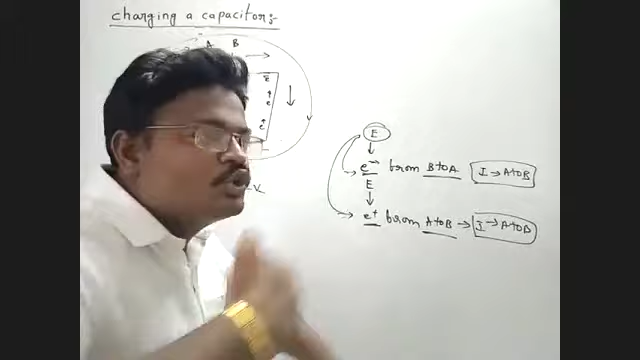 charging a capacitor:
A B
E
e
e
E
e⁻ from B to A I → A to B
E
e⁺ from A to B → I → A to B
K